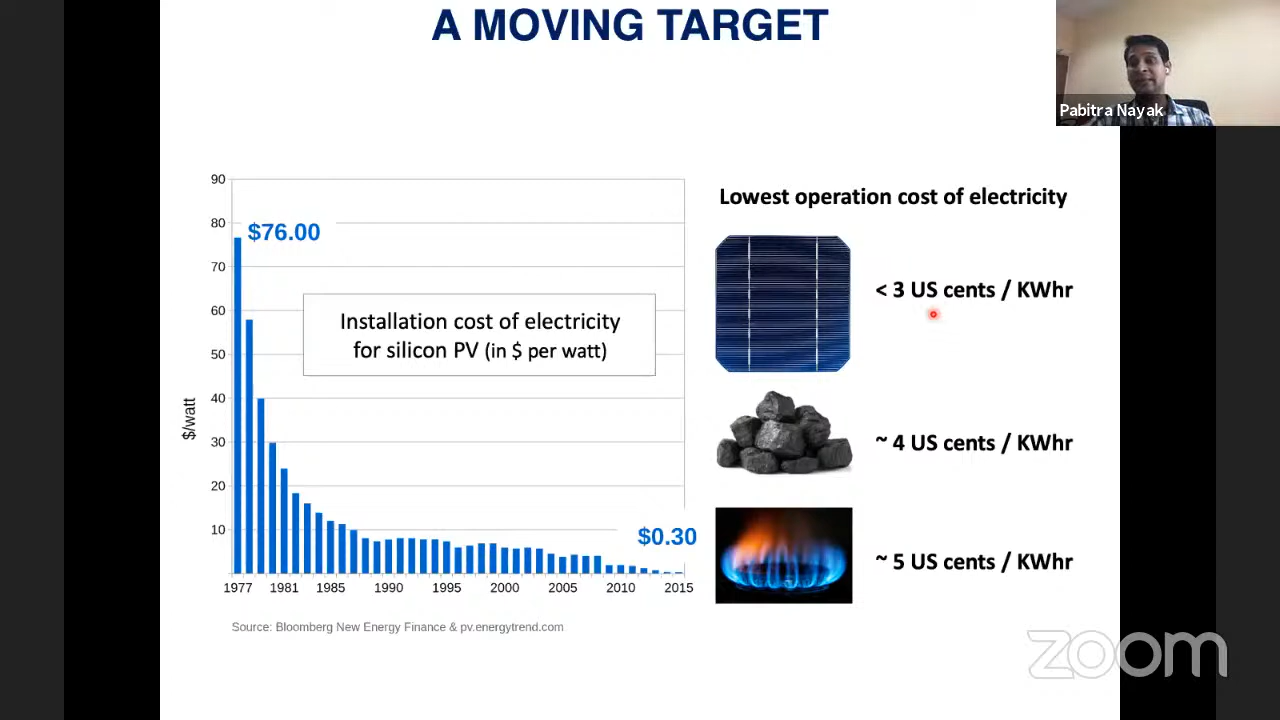 A MOVING TARGET
Pabitra Nayak
90
80
70
60
50
40
30
20
10
$/watt
$76.00
Installation cost of electricity
for silicon PV (in $ per watt)
$0.30
1977 1981 1985 1990 1995 2000 2005 2010 2015
Source: Bloomberg New Energy Finance & pv.energytrend.com
Lowest operation cost of electricity
< 3 US cents / KWhr
~ 4 US cents / KWhr
~ 5 US cents / KWhr
zoom